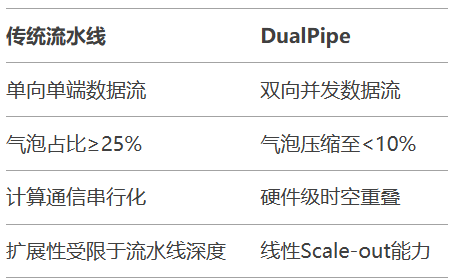 传统流水线 DualPipe
单向单端数据流 双向并发数据流
气泡占比≥25% 气泡压缩至<10%
计算通信串行化 硬件级时空重叠
扩展性受限于流水线深度 线性Scale-out能力